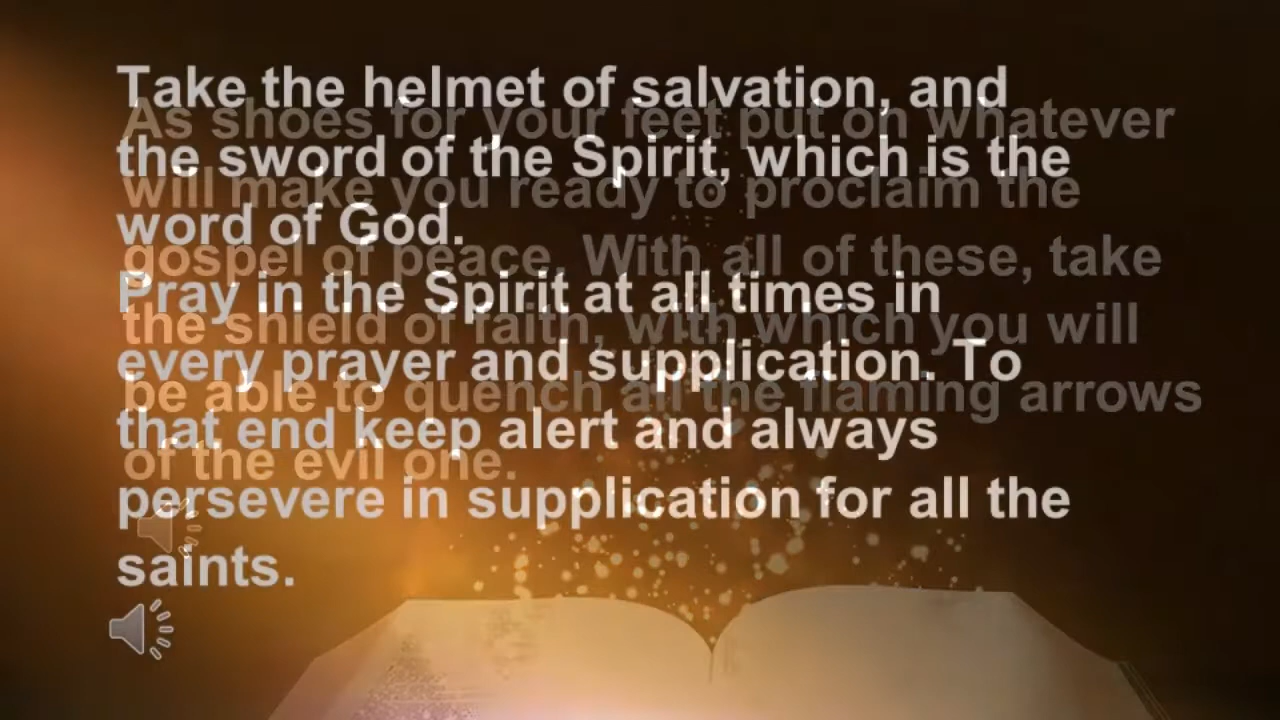 Take the helmet of salvation, and
the sword of the Spirit, which is the
word of God.
Pray in the Spirit at all times in
every prayer and supplication. To
that end keep alert and always
persevere in supplication for all the
saints.
As shoes for your feet put on whatever
will make you ready to proclaim the
gospel of peace. With all of these, take
the shield of faith, with which you will
be able to quench all the flaming arrows
of the evil one.